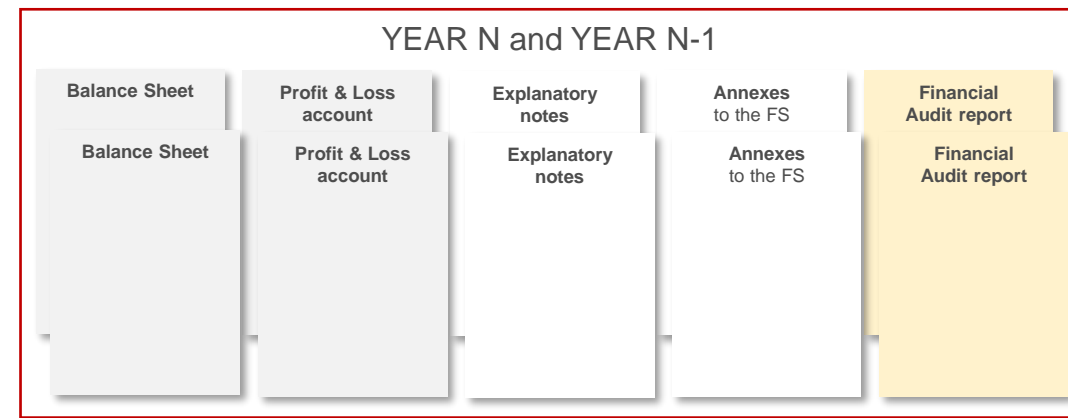 YEAR N and YEAR N-1
Balance Sheet
Profit & Loss
account
Explanatory
notes
Annexes
to the FS
Financial
Audit report
Balance Sheet
Profit & Loss
account
Explanatory
notes
Annexes
to the FS
Financial
Audit report